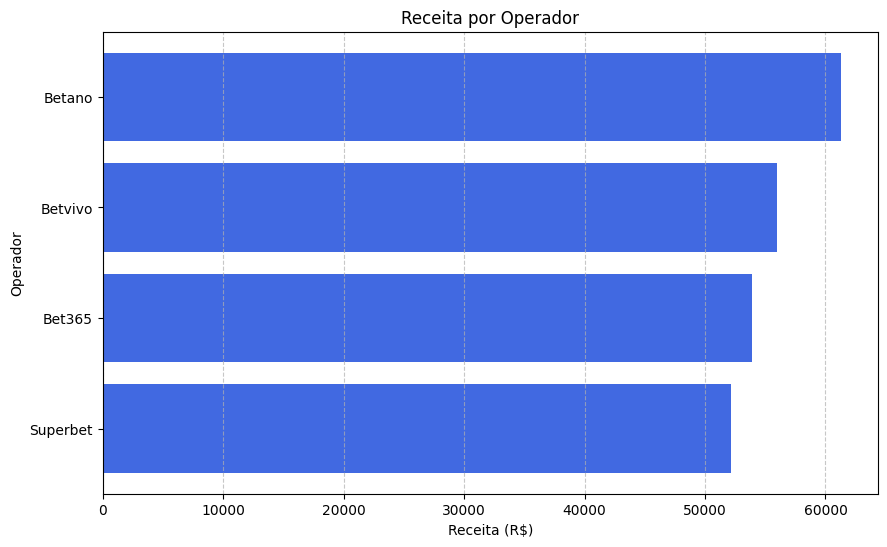 Receita por Operador
Operador
Betano
Betvivo
Bet365
Superbet
0 10000 20000 30000 40000 50000 60000
Receita (R$)